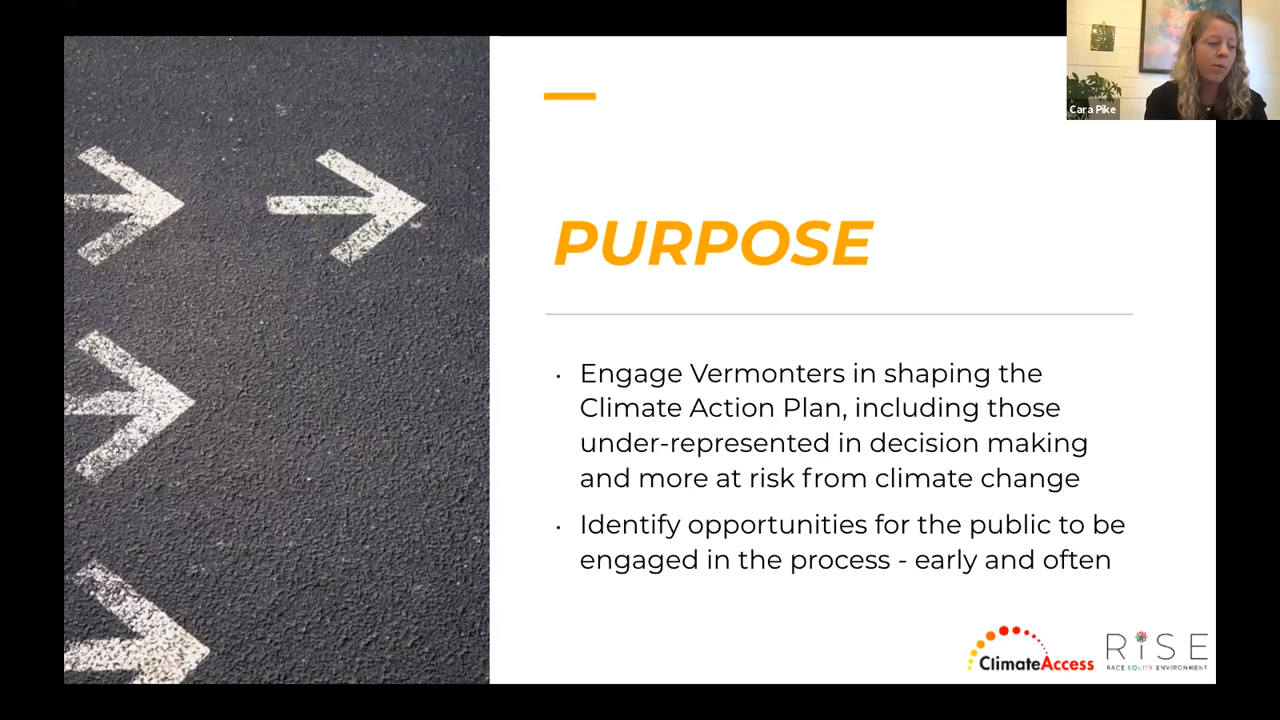 Cara Pike
PURPOSE
· Engage Vermonters in shaping the
Climate Action Plan, including those
under-represented in decision making
and more at risk from climate change
· Identify opportunities for the public to be
engaged in the process - early and often
ClimateAccess
RiSE
RACE EQUITY ENVIRONMENT